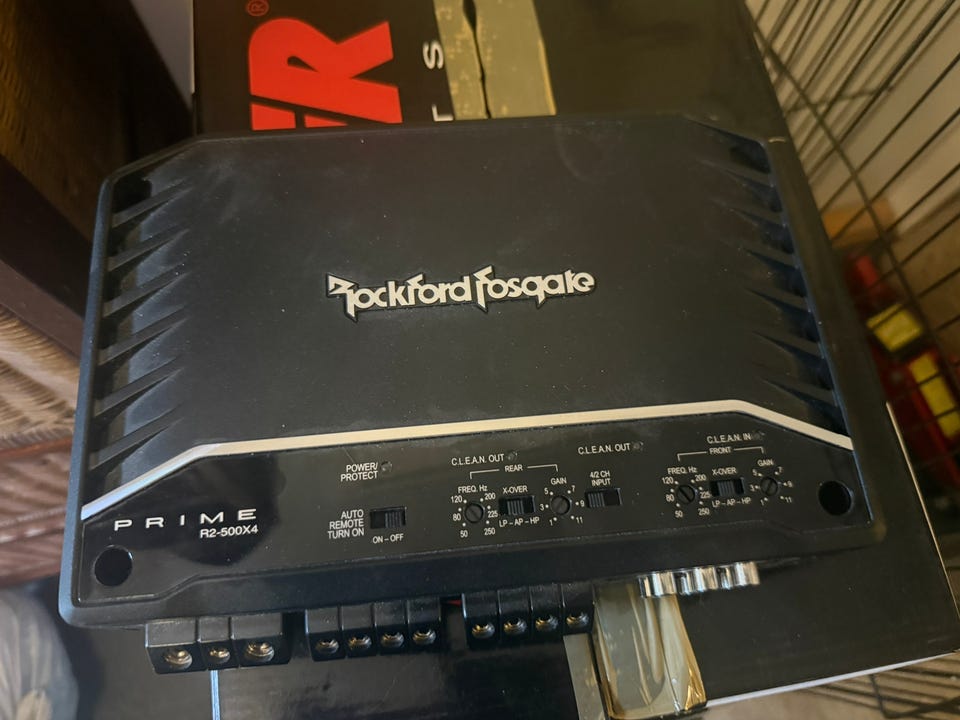 R®
rs
Rockford Fosgate
C.L.E.A.N. IN
C.L.E.A.N. OUT
C.L.E.A.N. OUT
FRONT
REAR
POWER/
PROTECT
FREQ. Hz
120 200
80 225
50 250
X-OVER
LP – AP – HP
GAIN
5 7
3 9
1 11
4/2 CH
INPUT
FREQ. Hz
120 200
80 225
50 250
X-OVER
LP – AP – HP
GAIN
5 7
3 9
1 11
PRIME
R2-500X4
AUTO
REMOTE
TURN ON
ON – OFF